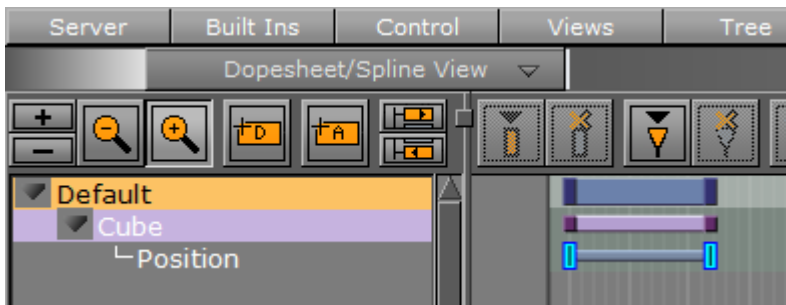 Server Built Ins Control Views Tree
Dopesheet/Spline View
D A
Default
Cube
Position